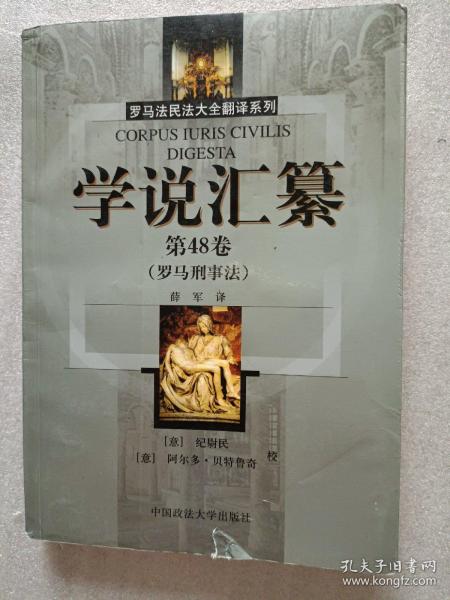 罗马法民法大全翻译系列
CORPUS IURIS CIVILIS
DIGESTA
学说汇纂
第48卷
（罗马刑事法）
薛军 译
［意］ 纪尉民
［意］ 阿尔多·贝特鲁奇
校
中国政法大学出版社
孔夫子旧书网
www.kongfz.com